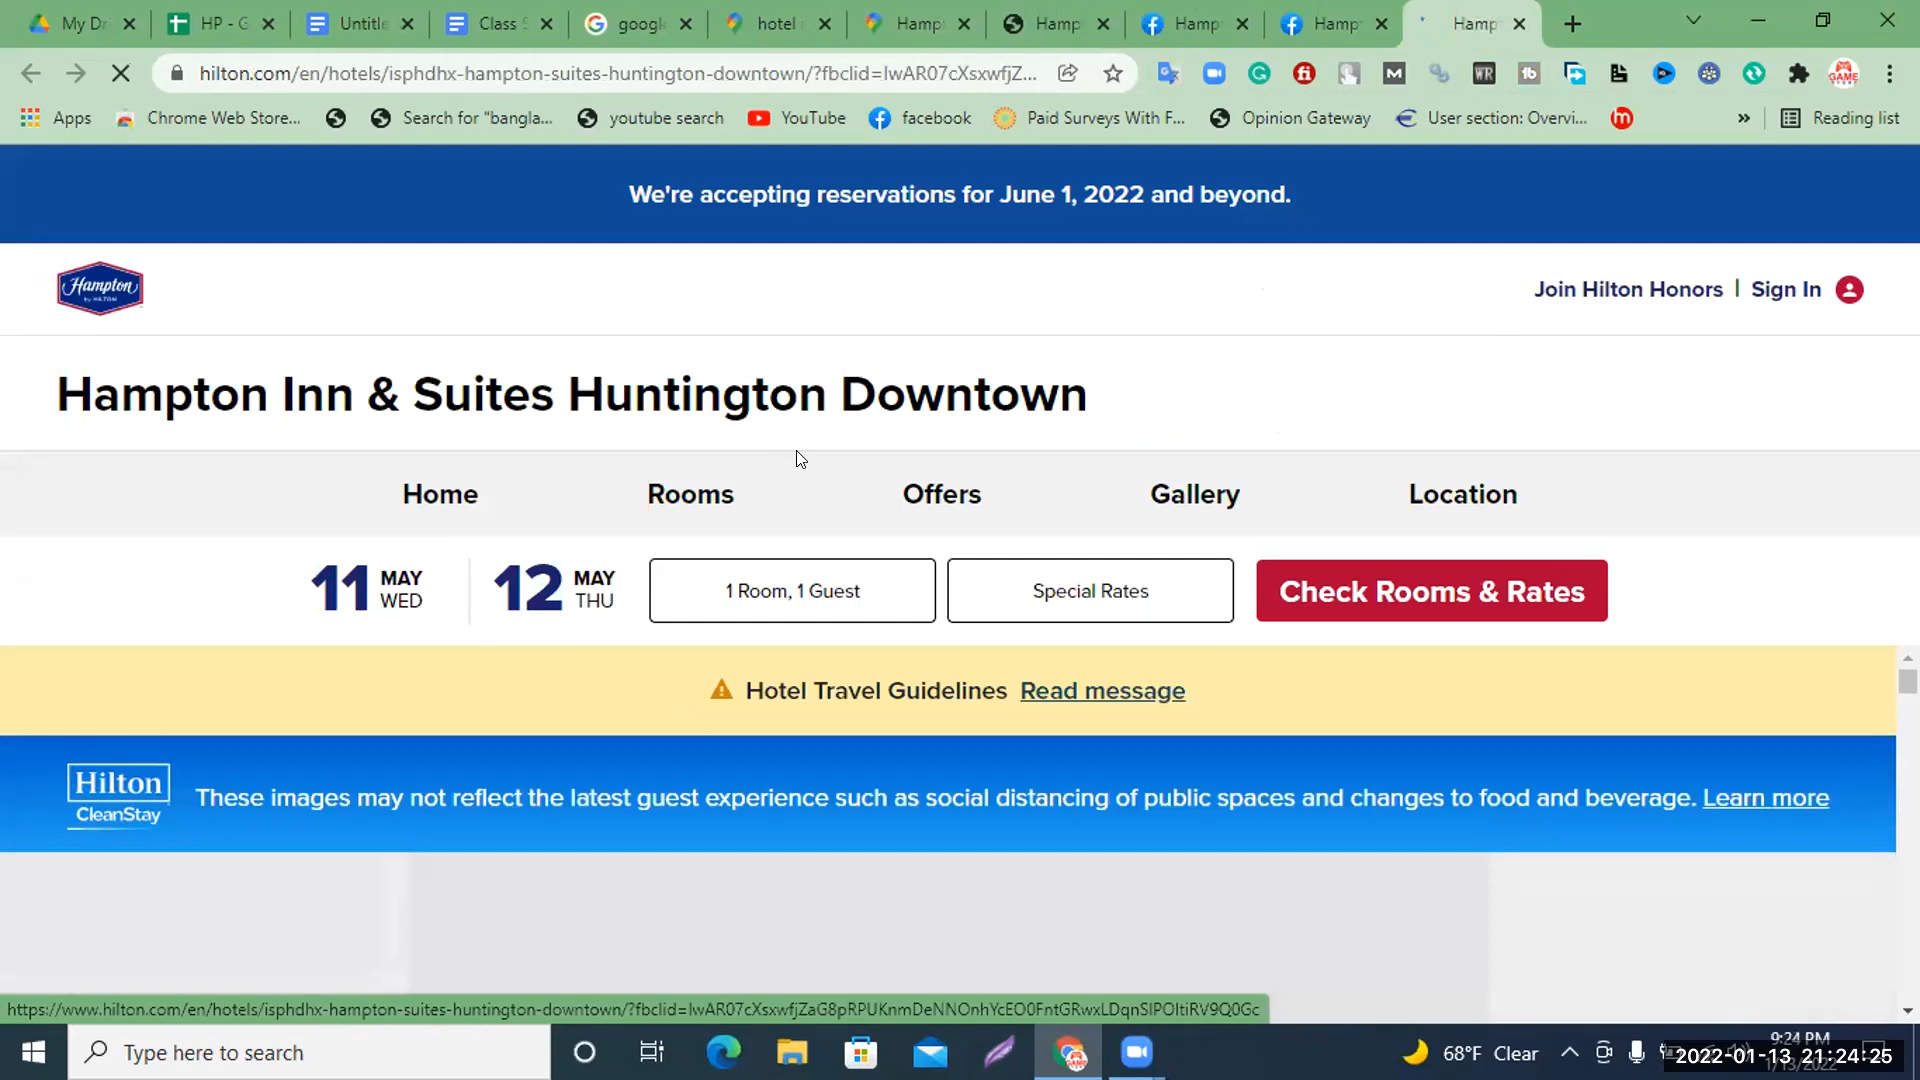 My Dri
HP - G
Untitle
Class S
googl
hotel
Hamp
Hamp
Hamp
Hamp
Hamp
hilton.com/en/hotels/isphdhx-hampton-suites-huntington-downtown/?fbclid=IwAR07cXsxwfjZ...
Apps
Chrome Web Store...
Search for "bangla...
youtube search
YouTube
facebook
Paid Surveys With F...
Opinion Gateway
User section: Overvi...
»
Reading list
We're accepting reservations for June 1, 2022 and beyond.
Hampton
by HILTON
Join Hilton Honors | Sign In
Hampton Inn & Suites Huntington Downtown
Home Rooms Offers Gallery Location
11 MAY WED
12 MAY THU
1 Room, 1 Guest
Special Rates
Check Rooms & Rates
Hotel Travel Guidelines Read message
Hilton
CleanStay
These images may not reflect the latest guest experience such as social distancing of public spaces and changes to food and beverage. Learn more
https://www.hilton.com/en/hotels/isphdhx-hampton-suites-huntington-downtown/?fbclid=IwAR07cXsxwfjZaG8pRPUKnmDeNNOnhYcEO0FntGRwxLDqnSIPOItiRV9Q0Gc
Type here to search
68°F Clear
9:24 PM
2022-01-13 21:24:25